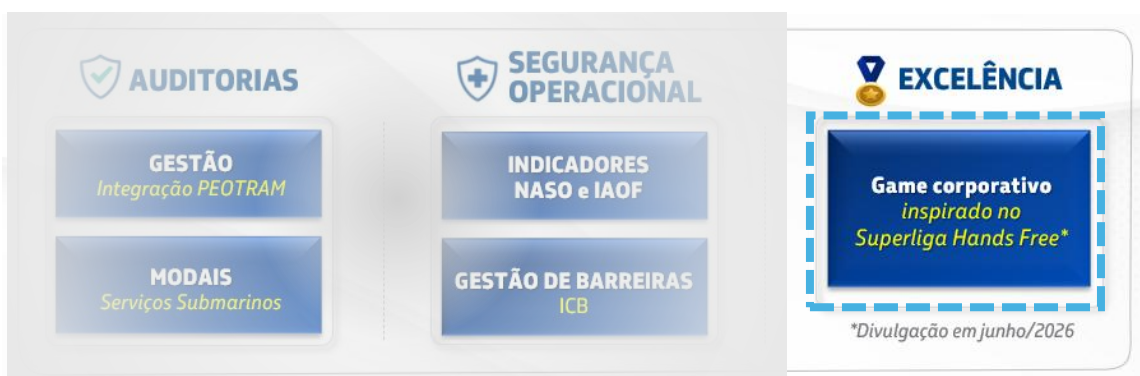 AUDITORIAS
GESTÃO
Integração PEOTRAM
MODAIS
Serviços Submarinos
SEGURANÇA
OPERACIONAL
INDICADORES
NASO e IAOF
GESTÃO DE BARREIRAS
ICB
EXCELÊNCIA
Game corporativo
inspirado no
Superliga Hands Free*
*Divulgação em junho/2026